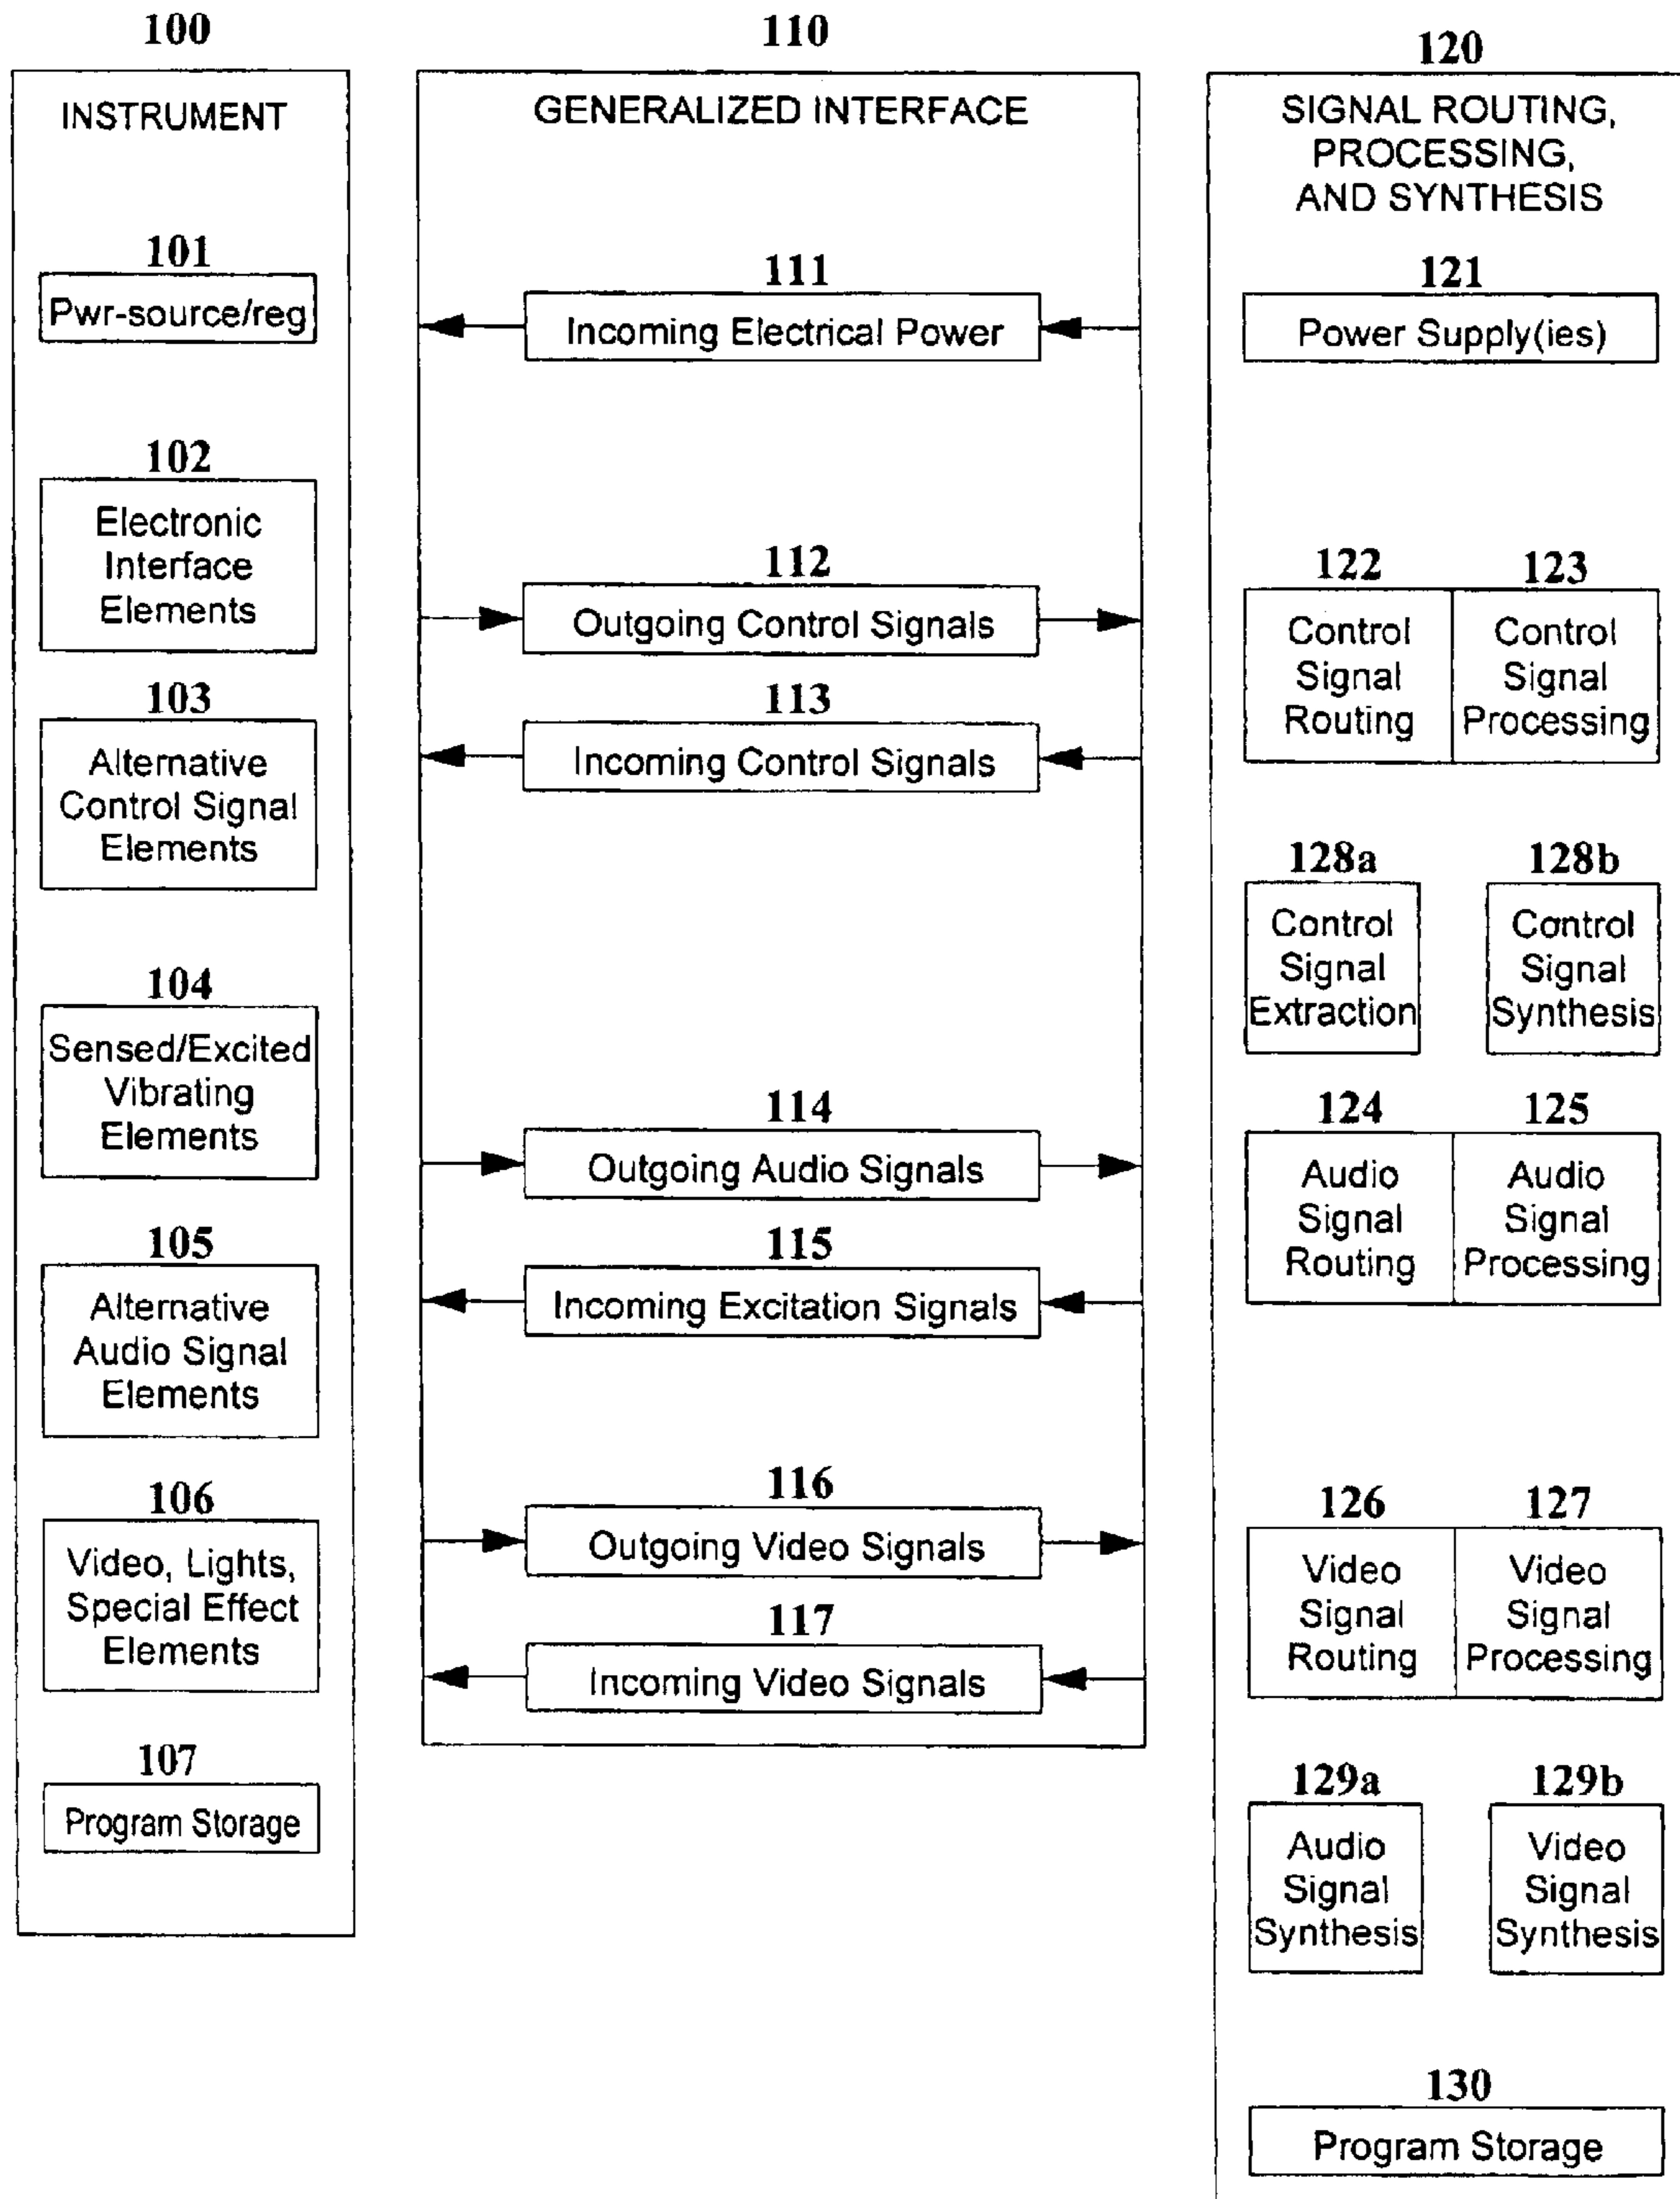 100
INSTRUMENT
101
Pwr-source/reg
102
Electronic
Interface
Elements
103
Alternative
Control Signal
Elements
104
Sensed/Excited
Vibrating
Elements
105
Alternative
Audio Signal
Elements
106
Video, Lights,
Special Effect
Elements
107
Program Storage
110
GENERALIZED INTERFACE
111
Incoming Electrical Power
112
Outgoing Control Signals
113
Incoming Control Signals
114
Outgoing Audio Signals
115
Incoming Excitation Signals
116
Outgoing Video Signals
117
Incoming Video Signals
120
SIGNAL ROUTING,
PROCESSING,
AND SYNTHESIS
121
Power Supply(ies)
122
Control
Signal
Routing
123
Control
Signal
Processing
128a
Control
Signal
Extraction
128b
Control
Signal
Synthesis
124
Audio
Signal
Routing
125
Audio
Signal
Processing
126
Video
Signal
Routing
127
Video
Signal
Processing
129a
Audio
Signal
Synthesis
129b
Video
Signal
Synthesis
130
Program Storage